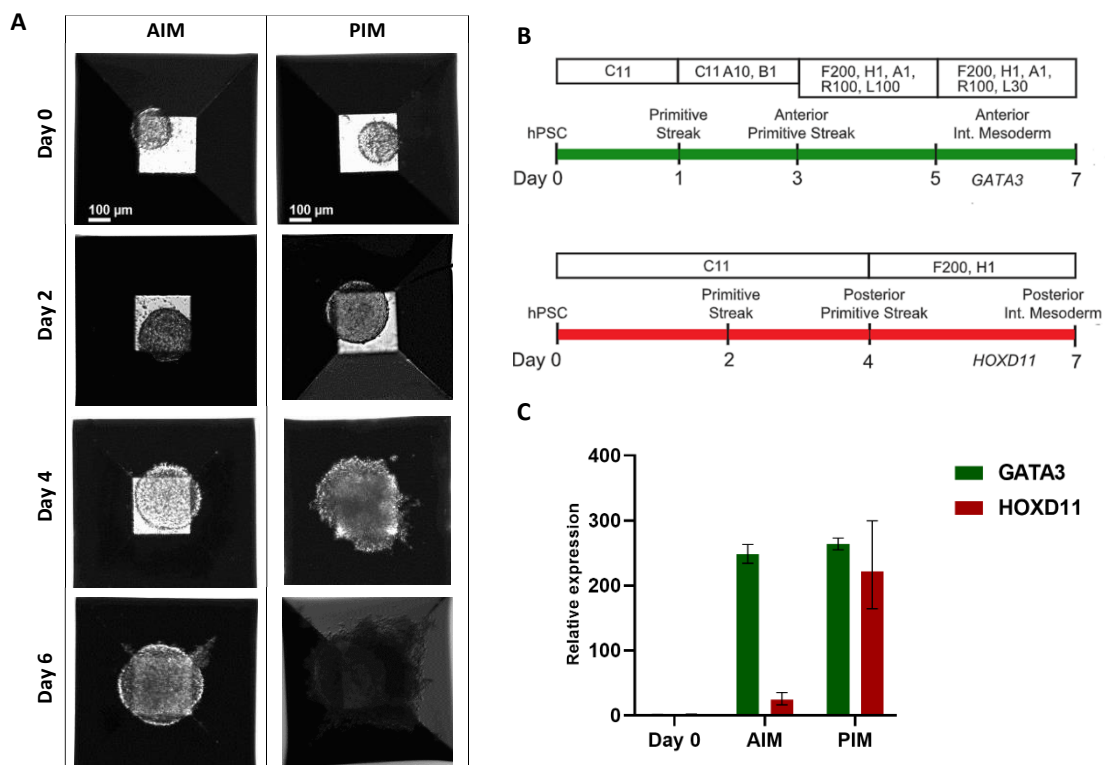 A
AIM
PIM
Day 0
100 µm
100 µm
Day 2
Day 4
Day 6
B
C11
C11 A10, B1
F200, H1, A1,
R100, L100
F200, H1, A1,
R100, L30
hPSC
Primitive
Streak
Anterior
Primitive Streak
Anterior
Int. Mesoderm
Day 0
1
3
5
GATA3
7
C11
F200, H1
hPSC
Primitive
Streak
Posterior
Primitive Streak
Posterior
Int. Mesoderm
Day 0
2
4
HOXD11
7
C
Relative expression
400
300
200
100
0
Day 0
AIM
PIM
GATA3
HOXD11